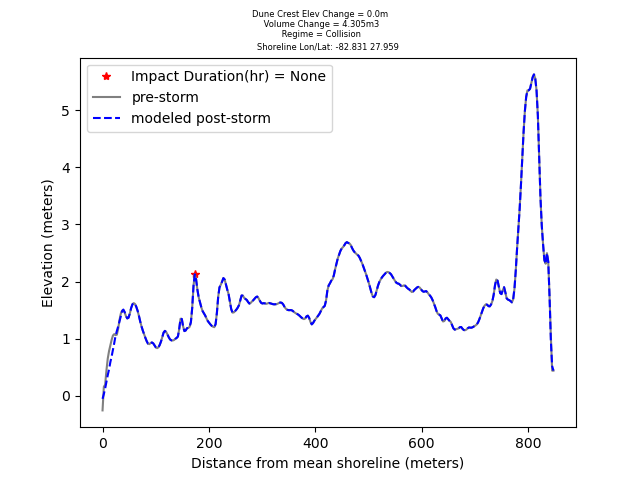 Dune Crest Elev Change = 0.0m
Volume Change = 4.305m3
Regime = Collision
Shoreline Lon/Lat: -82.831 27.959
Impact Duration(hr) = None
pre-storm
modeled post-storm
5
4
3
2
1
0
Elevation (meters)
0 200 400 600 800
Distance from mean shoreline (meters)